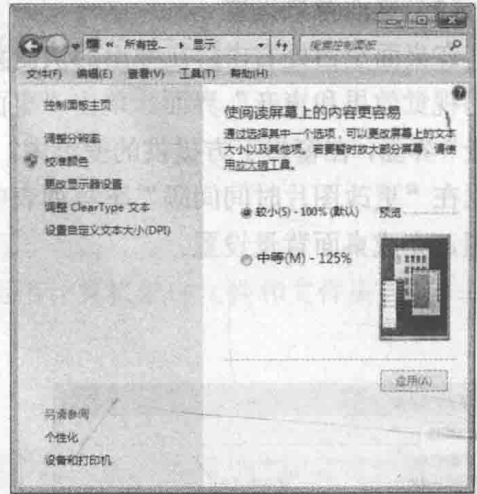 « 所有控... ▸ 显示
搜索控制面板
文件(F) 编辑(E) 查看(V) 工具(T) 帮助(H)
控制面板主页
调整分辨率
校准颜色
更改显示器设置
调整 ClearType 文本
设置自定义文本大小(DPI)
另请参阅
个性化
设备和打印机
使阅读屏幕上的内容更容易
通过选择其中一个选项，可以更改屏幕上的文本
大小以及其他项。若要暂时放大部分屏幕，请使
用放大镜工具。
较小(S) - 100% (默认) 预览
中等(M) - 125%
应用(A)